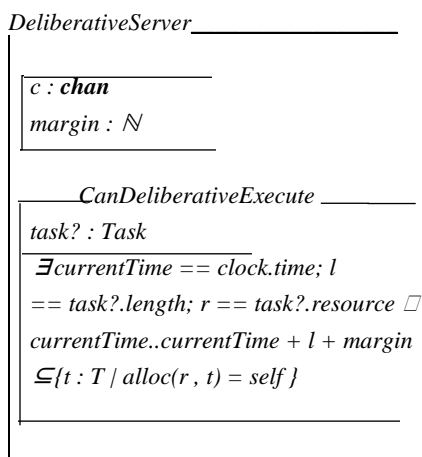 DeliberativeServer
c : chan
margin : ℕ
CanDeliberativeExecute
task? : Task
∃currentTime == clock.time; l
== task?.length; r == task?.resource □
currentTime..currentTime + l + margin
⊆{t : T | alloc(r , t) = self }